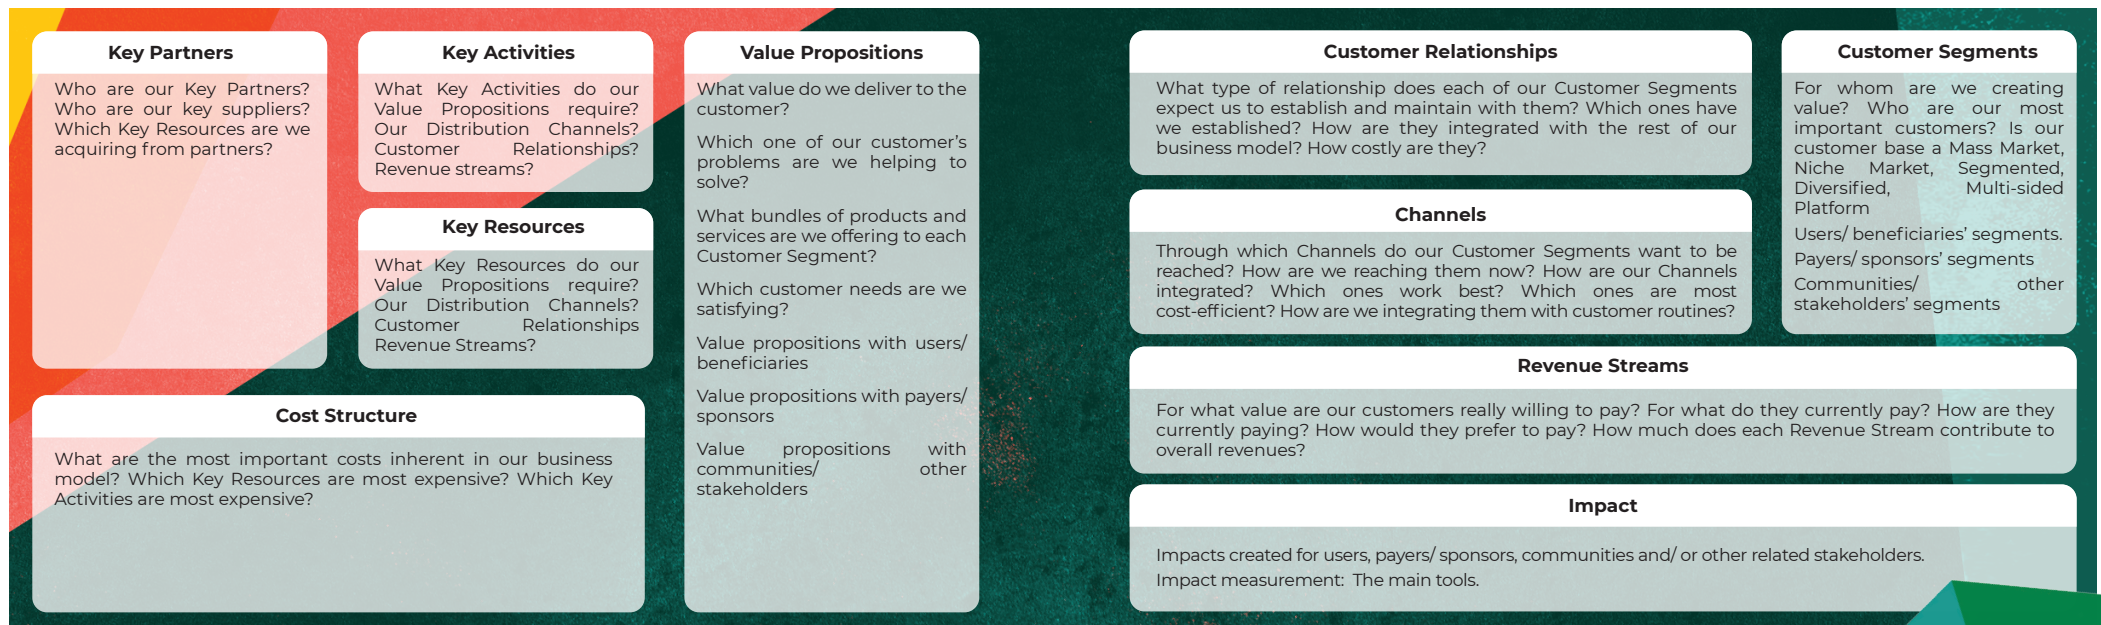 Key Partners
Who are our Key Partners?
Who are our key suppliers?
Which Key Resources are we
acquiring from partners?
Key Activities
What Key Activities do our
Value Propositions require?
Our Distribution Channels?
Customer Relationships?
Revenue streams?
Key Resources
What Key Resources do our
Value Propositions require?
Our Distribution Channels?
Customer Relationships
Revenue Streams?
Cost Structure
What are the most important costs inherent in our business
model? Which Key Resources are most expensive? Which Key
Activities are most expensive?
Value Propositions
What value do we deliver to the
customer?
Which one of our customer’s
problems are we helping to
solve?
What bundles of products and
services are we offering to each
Customer Segment?
Which customer needs are we
satisfying?
Value propositions with users/
beneficiaries
Value propositions with payers/
sponsors
Value propositions with
communities/ other
stakeholders
Customer Relationships
What type of relationship does each of our Customer Segments
expect us to establish and maintain with them? Which ones have
we established? How are they integrated with the rest of our
business model? How costly are they?
Channels
Through which Channels do our Customer Segments want to be
reached? How are we reaching them now? How are our Channels
integrated? Which ones work best? Which ones are most
cost-efficient? How are we integrating them with customer routines?
Customer Segments
For whom are we creating
value? Who are our most
important customers? Is our
customer base a Mass Market,
Niche Market, Segmented,
Diversified, Multi-sided
Platform
Users/ beneficiaries’ segments.
Payers/ sponsors’ segments
Communities/ other
stakeholders’ segments
Revenue Streams
For what value are our customers really willing to pay? For what do they currently pay? How are they
currently paying? How would they prefer to pay? How much does each Revenue Stream contribute to
overall revenues?
Impact
Impacts created for users, payers/ sponsors, communities and/ or other related stakeholders.
Impact measurement: The main tools.